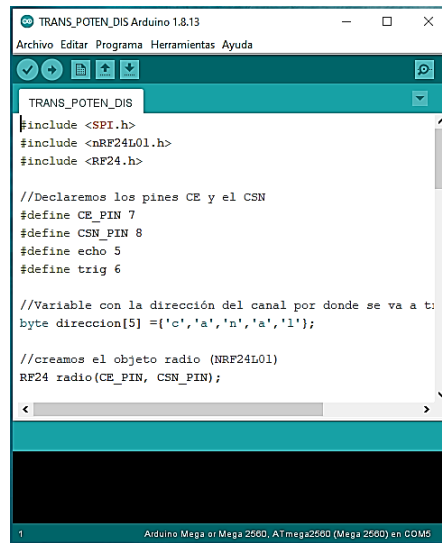 TRANS_POTEN_DIS Arduino 1.8.13
Archivo Editar Programa Herramientas Ayuda
TRANS_POTEN_DIS
#include <SPI.h>
#include <nRF24L01.h>
#include <RF24.h>
//Declaremos los pines CE y el CSN
#define CE_PIN 7
#define CSN_PIN 8
#define echo 5
#define trig 6
//Variable con la dirección del canal por donde se va a t
byte direccion[5] ={'c','a','n','a','l'};
//creamos el objeto radio (NRF24L01)
RF24 radio(CE_PIN, CSN_PIN);
1 Arduino Mega or Mega 2560, ATmega2560 (Mega 2560) en COM5